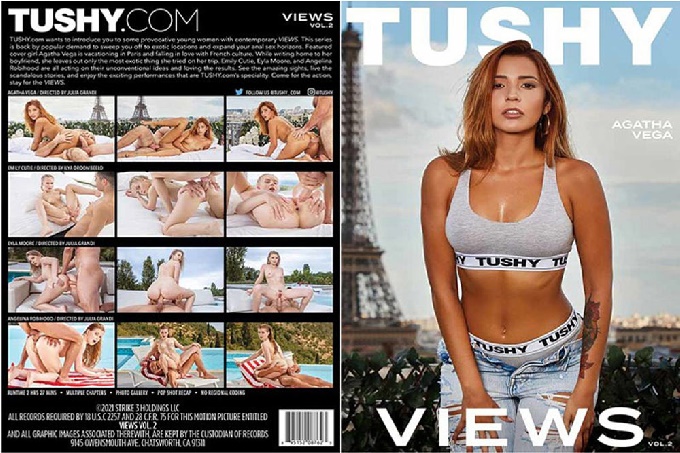 TUSHY.COM
VIEWS
VOL.2
TUSHY.com wants to introduce you to some provocative young women with contemporary VIEWS. This series
is back by popular demand to sweep you off to exotic locations and expand your anal sex horizons. Featured
cover girl Agatha Vega is vacationing in Paris and falling in love with French culture. While writing home to her
boyfriend, she leaves out only the most exotic thing she tried on her trip. Emily Cutie, Eyla Moore, and Angelina
Robihood are all acting on their unconventional ideas and loving the results. See the amazing sights, live the
scandalous stories, and enjoy the exciting performances that are TUSHY.com's speciality. Come for the action,
stay for the VIEWS.
AGATHA VEGA / DIRECTED BY JULIA GRANDI
FOLLOW US @TUSHY_COM
@TUSHY
EMILY CUTIE / DIRECTED BY
EYLA MOORE / DIRECTED BY JULIA GRANDI
ANGELINA ROBIHOOD / DIRECTED BY JULIA GRANDI
RUNTIME 2 HRS 27 MINS • MULTIPLE CHAPTERS • PHOTO GALLERY • POP SHOT RECAP • NO REGIONAL CODING
©2021 STRIKE 3 HOLDINGS LLC
ALL RECORDS REQUIRED BY 18 U.S.C 2257 AND 28 C.F.R. 75 FOR THIS MOTION PICTURE ENTITLED
VIEWS VOL. 2
AND ALL GRAPHIC IMAGES ASSOCIATED THEREWITH, ARE KEPT BY THE CUSTODIAN OF RECORDS
9145 OWENSMOUTH AVE. CHATSWORTH, CA 91311
TUSHY
AGATHA
VEGA
TUSHY TU
TUSHY TUSHY
VIEWS
VOL.2